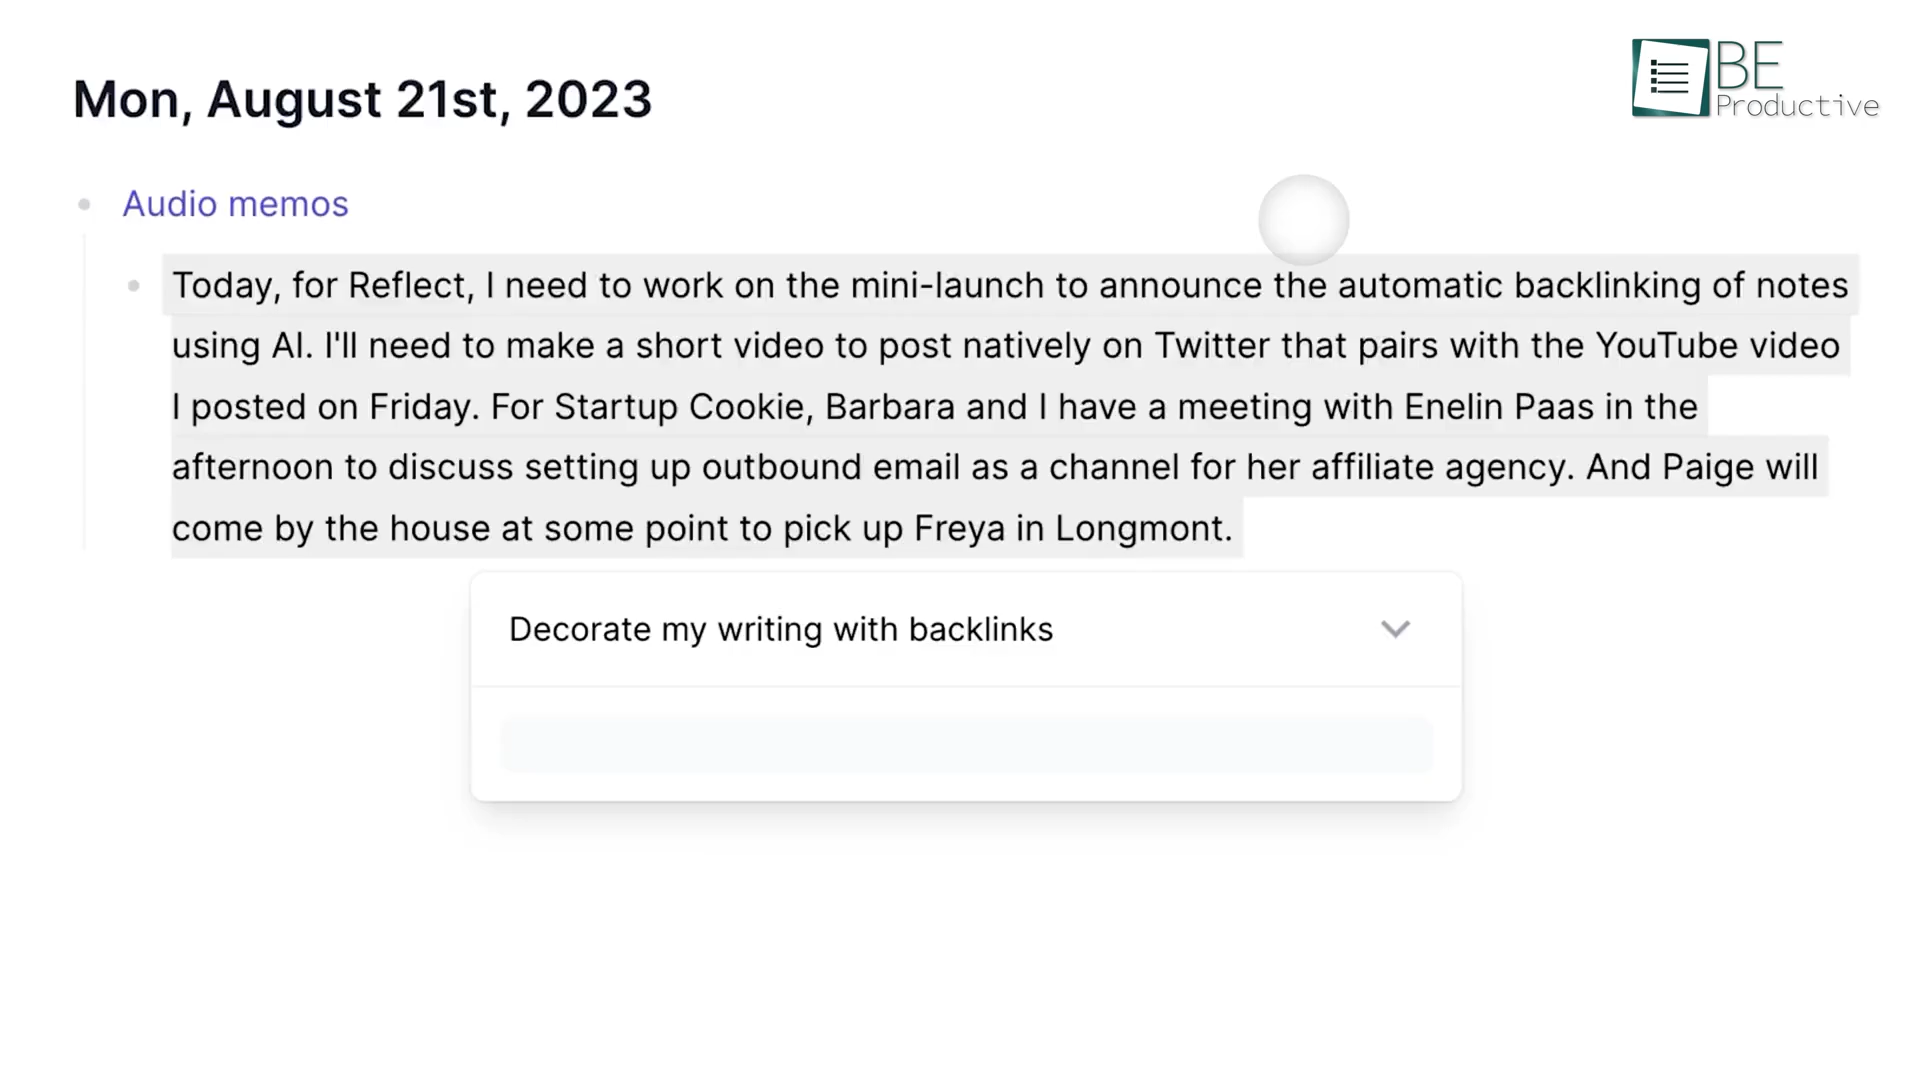 BE
Productive
Mon, August 21st, 2023
Audio memos
Today, for Reflect, I need to work on the mini-launch to announce the automatic backlinking of notes
using AI. I'll need to make a short video to post natively on Twitter that pairs with the YouTube video
I posted on Friday. For Startup Cookie, Barbara and I have a meeting with Enelin Paas in the
afternoon to discuss setting up outbound email as a channel for her affiliate agency. And Paige will
come by the house at some point to pick up Freya in Longmont.
Decorate my writing with backlinks